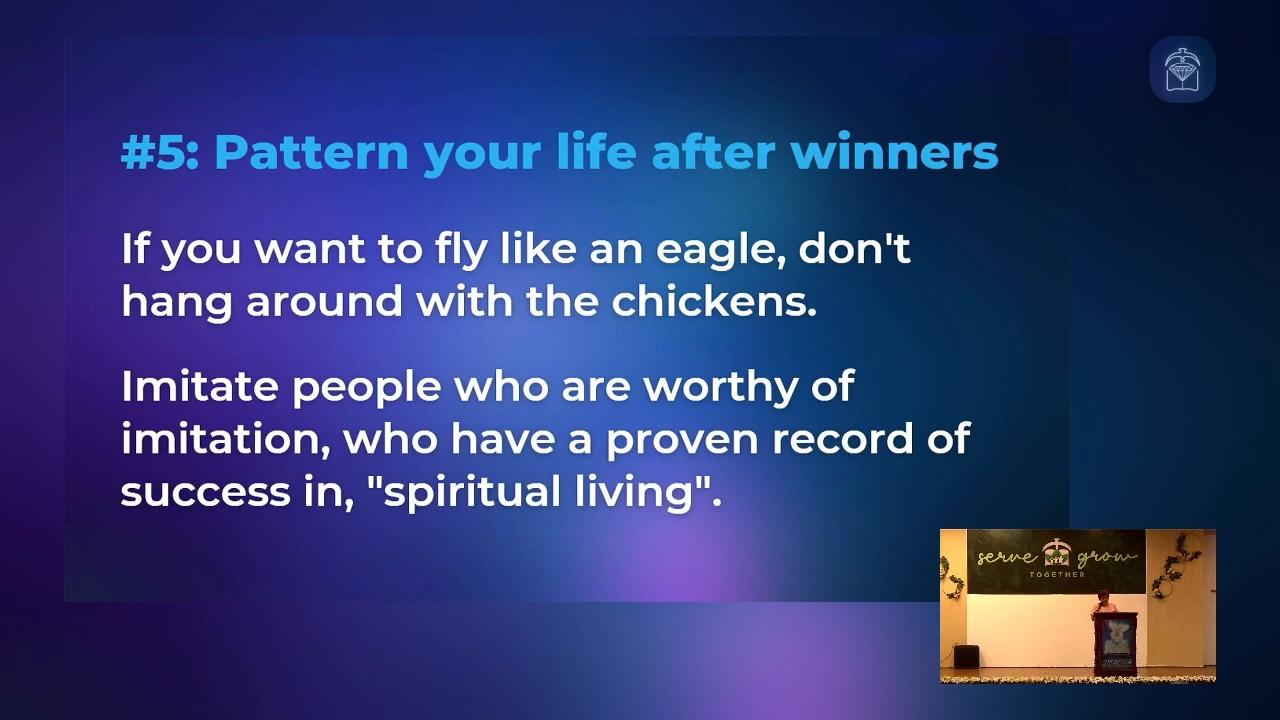 #5: Pattern your life after winners
If you want to fly like an eagle, don't
hang around with the chickens.
Imitate people who are worthy of
imitation, who have a proven record of
success in, "spiritual living".
serve grow
TOGETHER